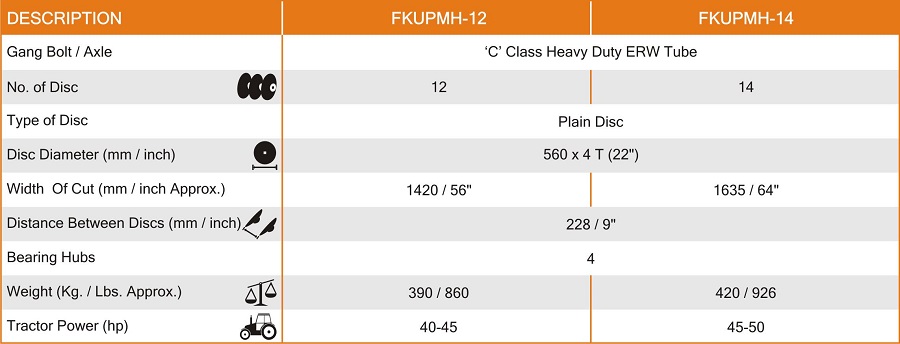 DESCRIPTION FKUPMH-12 FKUPMH-14
Gang Bolt / Axle ‘C’ Class Heavy Duty ERW Tube
No. of Disc 12 14
Type of Disc Plain Disc
Disc Diameter (mm / inch) 560 x 4 T (22")
Width Of Cut (mm / inch Approx.) 1420 / 56" 1635 / 64"
Distance Between Discs (mm / inch) 228 / 9"
Bearing Hubs 4
Weight (Kg. / Lbs. Approx.) 390 / 860 420 / 926
Tractor Power (hp) 40-45 45-50